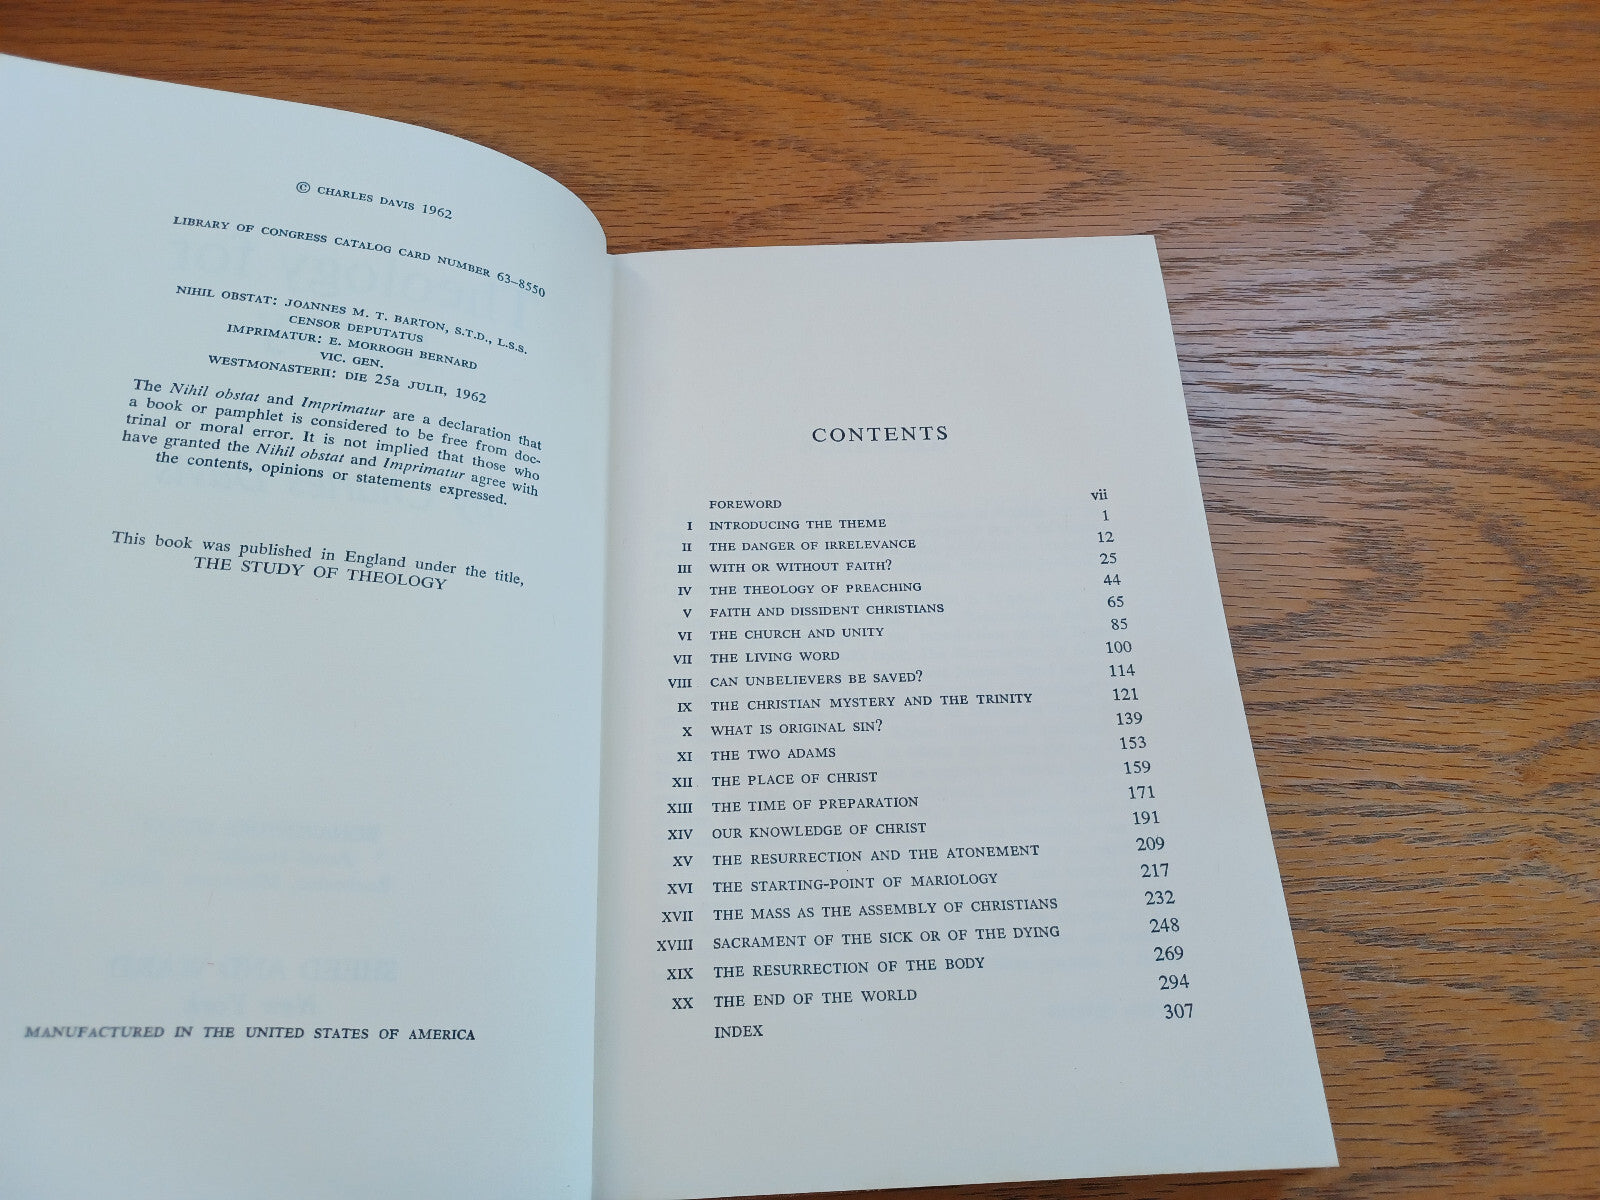 © CHARLES DAVIS 1962
LIBRARY OF CONGRESS CATALOG CARD NUMBER 63–8550
NIHIL OBSTAT: JOANNES M. T. BARTON, S.T.D., L.S.S.
CENSOR DEPUTATUS
IMPRIMATUR: E. MORROGH BERNARD
VIC. GEN.
WESTMONASTERII: DIE 25a JULII, 1962
The Nihil obstat and Imprimatur are a declaration that
a book or pamphlet is considered to be free from doc-
trinal or moral error. It is not implied that those who
have granted the Nihil obstat and Imprimatur agree with
the contents, opinions or statements expressed.
This book was published in England under the title,
THE STUDY OF THEOLOGY
MANUFACTURED IN THE UNITED STATES OF AMERICA
CONTENTS
FOREWORD vii
I INTRODUCING THE THEME 1
II THE DANGER OF IRRELEVANCE 12
III WITH OR WITHOUT FAITH? 25
IV THE THEOLOGY OF PREACHING 44
V FAITH AND DISSIDENT CHRISTIANS 65
VI THE CHURCH AND UNITY 85
VII THE LIVING WORD 100
VIII CAN UNBELIEVERS BE SAVED? 114
IX THE CHRISTIAN MYSTERY AND THE TRINITY 121
X WHAT IS ORIGINAL SIN? 139
XI THE TWO ADAMS 153
XII THE PLACE OF CHRIST 159
XIII THE TIME OF PREPARATION 171
XIV OUR KNOWLEDGE OF CHRIST 191
XV THE RESURRECTION AND THE ATONEMENT 209
XVI THE STARTING-POINT OF MARIOLOGY 217
XVII THE MASS AS THE ASSEMBLY OF CHRISTIANS 232
XVIII SACRAMENT OF THE SICK OR OF THE DYING 248
XIX THE RESURRECTION OF THE BODY 269
XX THE END OF THE WORLD 294
INDEX 307